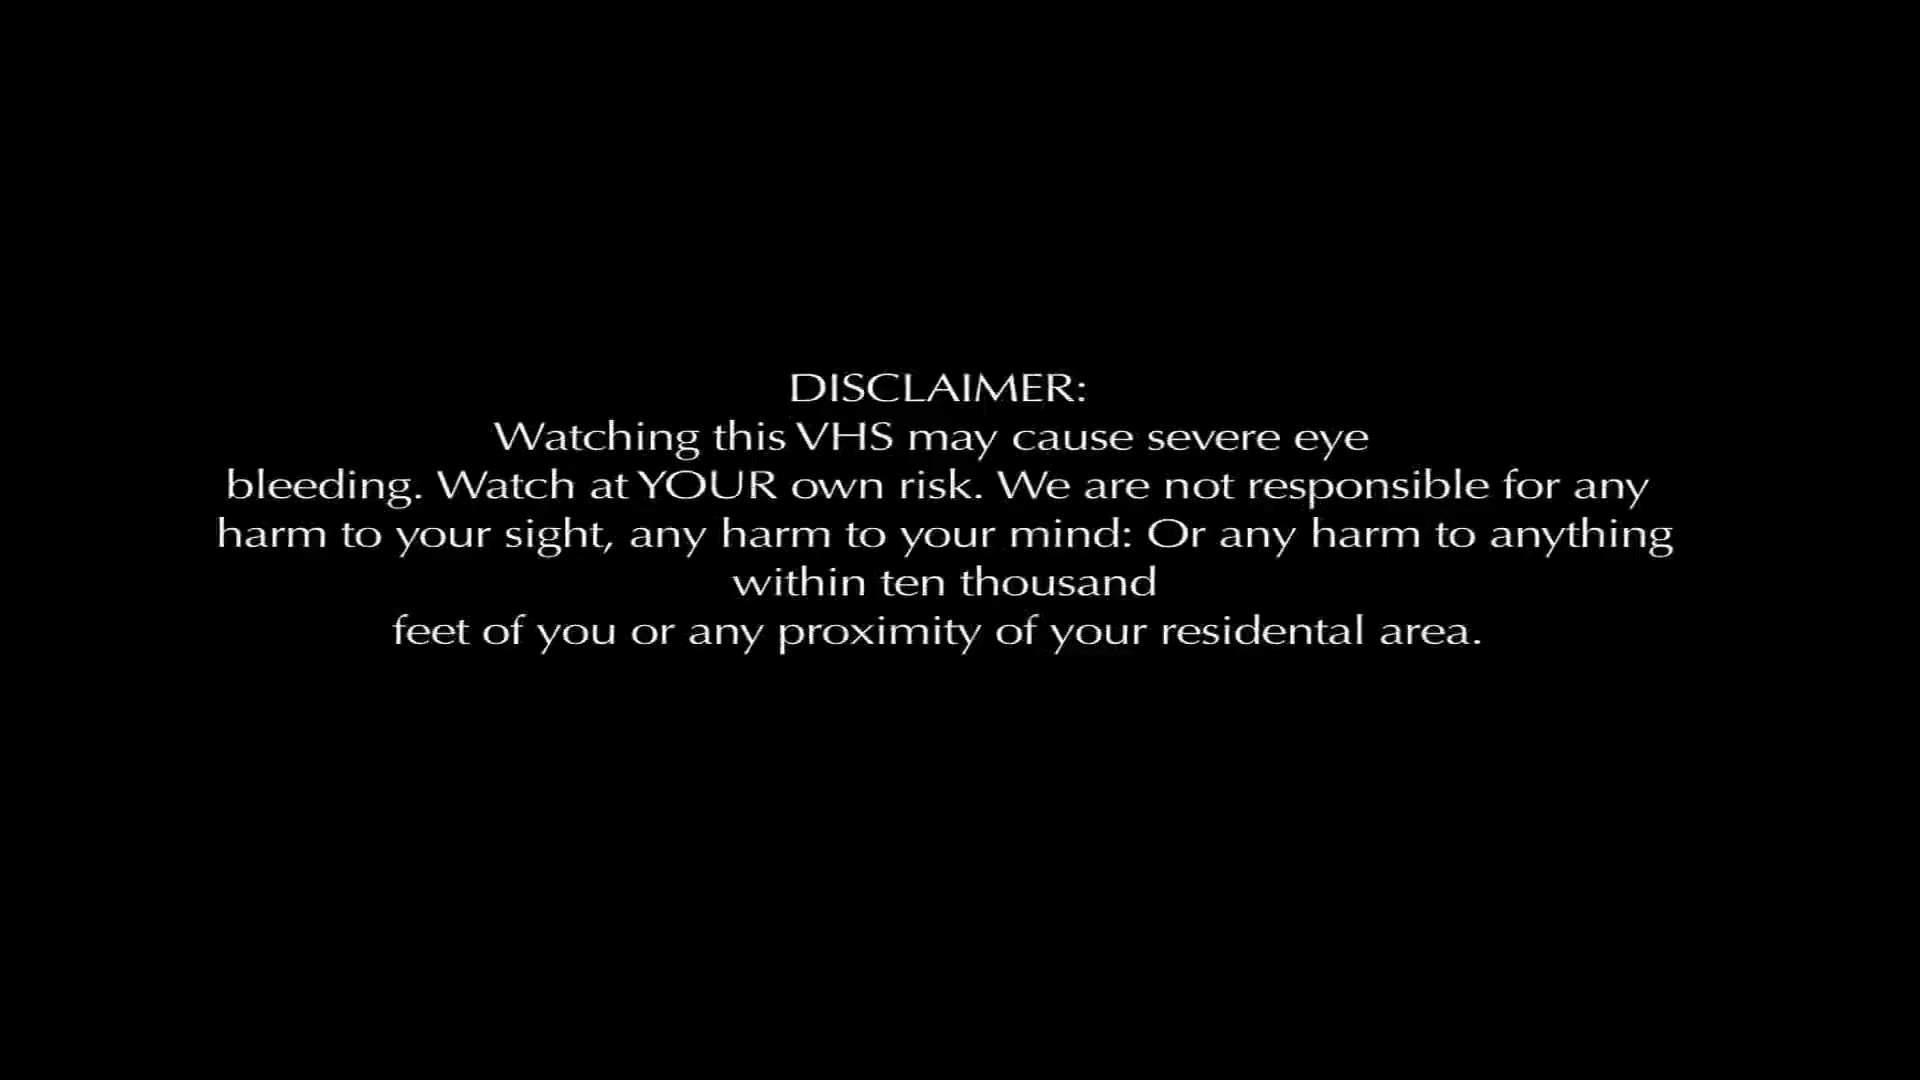 DISCLAIMER:
Watching this VHS may cause severe eye
bleeding. Watch at YOUR own risk. We are not responsible for any
harm to your sight, any harm to your mind: Or any harm to anything
within ten thousand
feet of you or any proximity of your residental area.